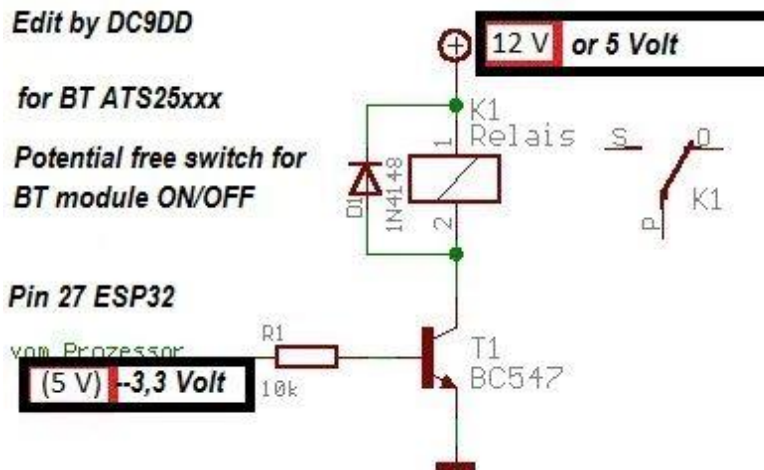 Edit by DC9DD
12 V or 5 Volt
for BT ATS25xxx
K1
Relais
1
Potential free switch for
BT module ON/OFF
S
O
D1
1N4148
2
P
K1
Pin 27 ESP32
vom Prozessor
R1
(5 V) --3,3 Volt
10k
T1
BC547